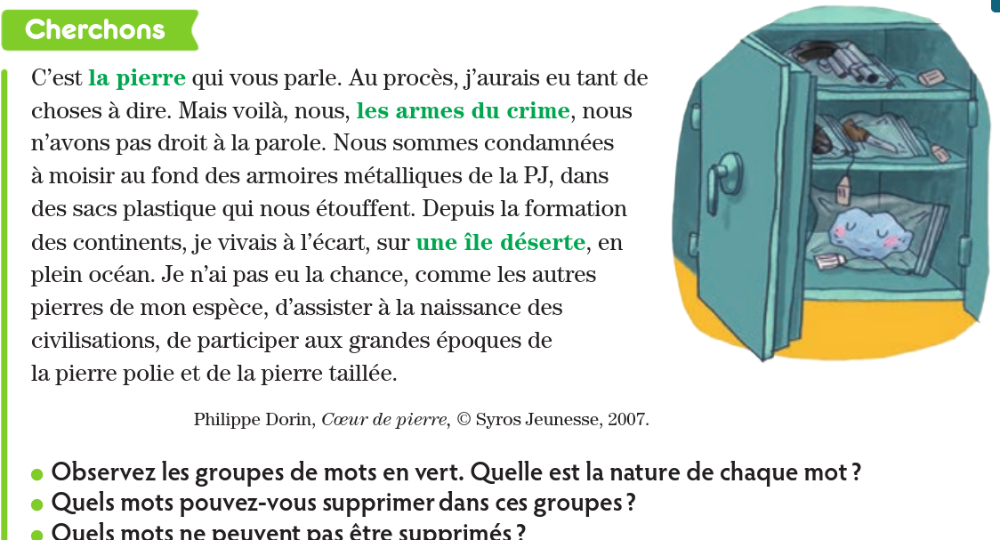 Cherchons
C'est la pierre qui vous parle. Au procès, j'aurais eu tant de
choses à dire. Mais voilà, nous, les armes du crime, nous
n'avons pas droit à la parole. Nous sommes condamnées
à moisir au fond des armoires métalliques de la PJ, dans
des sacs plastique qui nous étouffent. Depuis la formation
des continents, je vivais à l'écart, sur une île déserte, en
plein océan. Je n'ai pas eu la chance, comme les autres
pierres de mon espèce, d'assister à la naissance des
civilisations, de participer aux grandes époques de
la pierre polie et de la pierre taillée.
Philippe Dorin, Cœur de pierre, © Syros Jeunesse, 2007.
• Observez les groupes de mots en vert. Quelle est la nature de chaque mot ?
• Quels mots pouvez-vous supprimer dans ces groupes ?
• Quels mots ne peuvent pas être supprimés ?